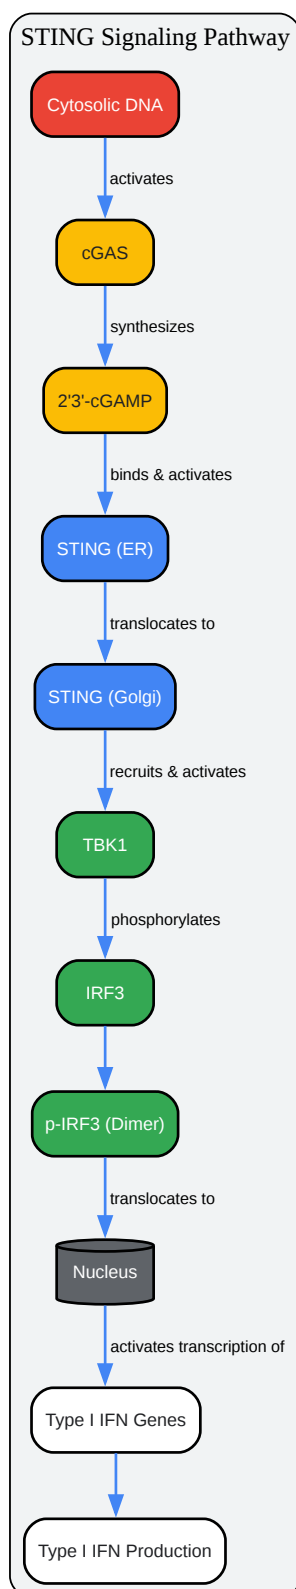 STING Signaling Pathway
Cytosolic DNA
activates
cGAS
synthesizes
2'3'-cGAMP
binds & activates
STING (ER)
translocates to
STING (Golgi)
recruits & activates
TBK1
phosphorylates
IRF3
p-IRF3 (Dimer)
translocates to
Nucleus
activates transcription of
Type I IFN Genes
Type I IFN Production